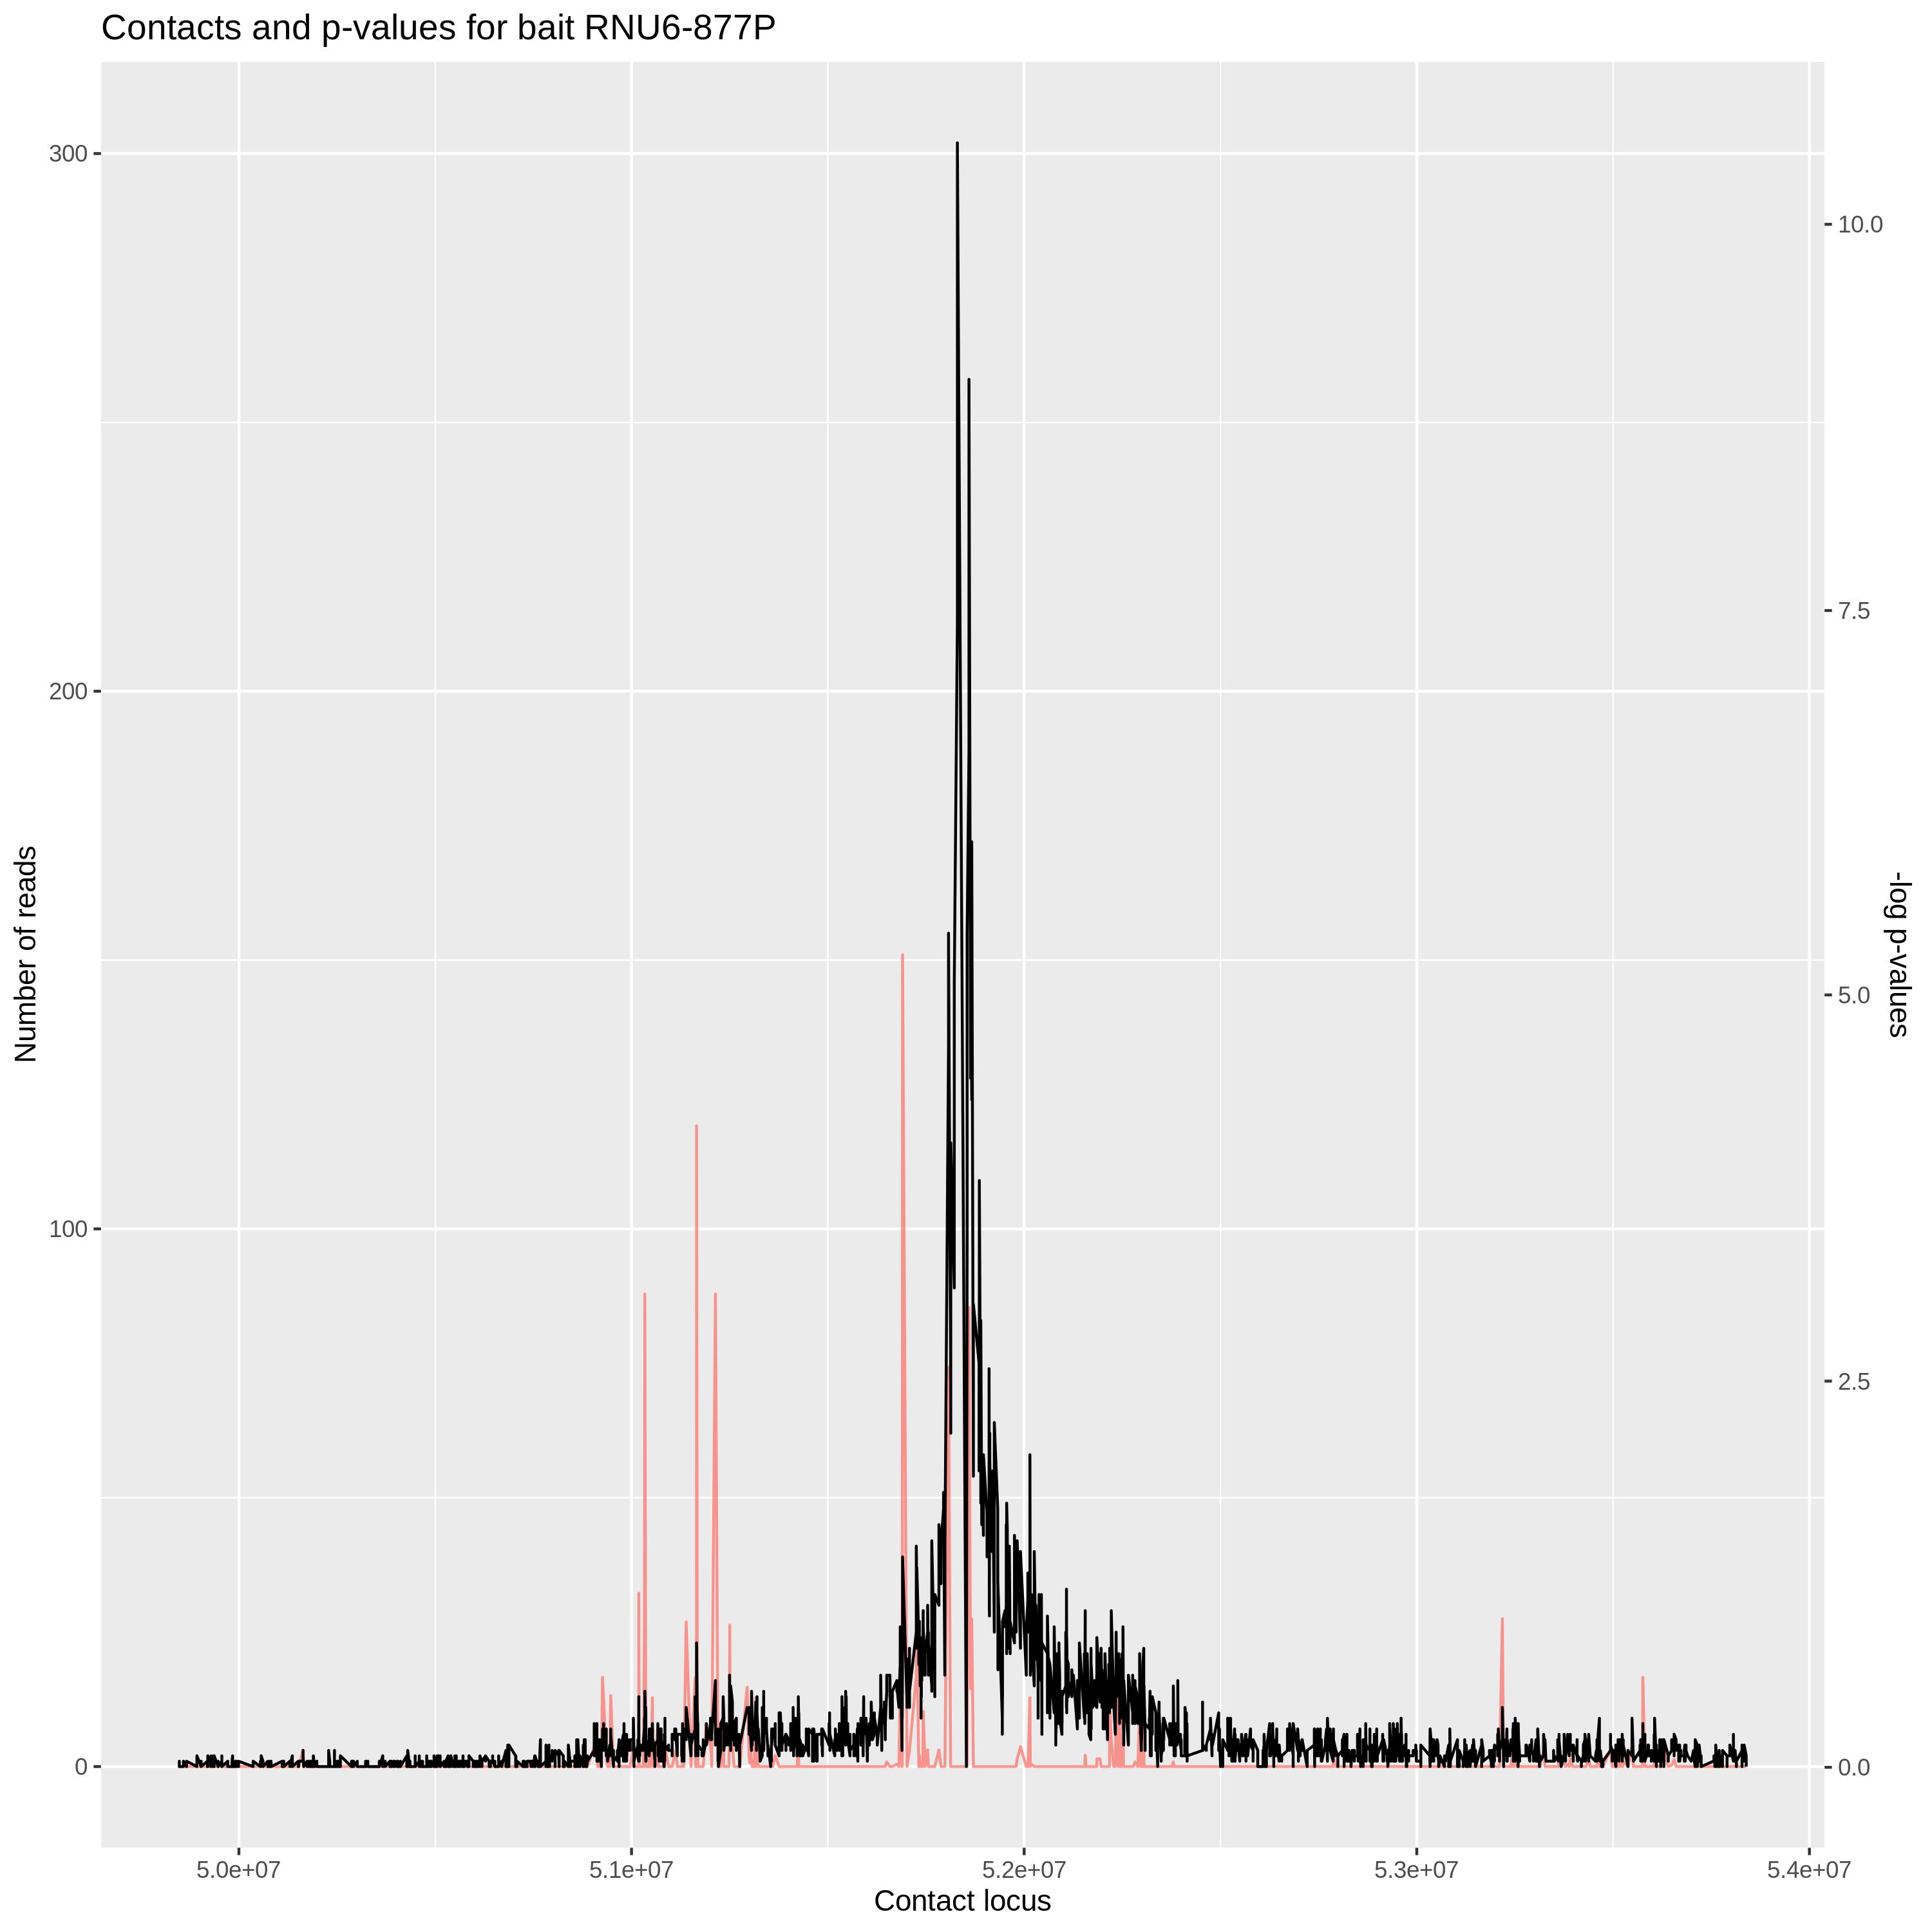 Contacts and p-values for bait RNU6-877P
300
200
100
0
Number of reads
10.0
7.5
5.0
2.5
0.0
-log p-values
5.0e+07
5.1e+07
5.2e+07
5.3e+07
5.4e+07
Contact locus